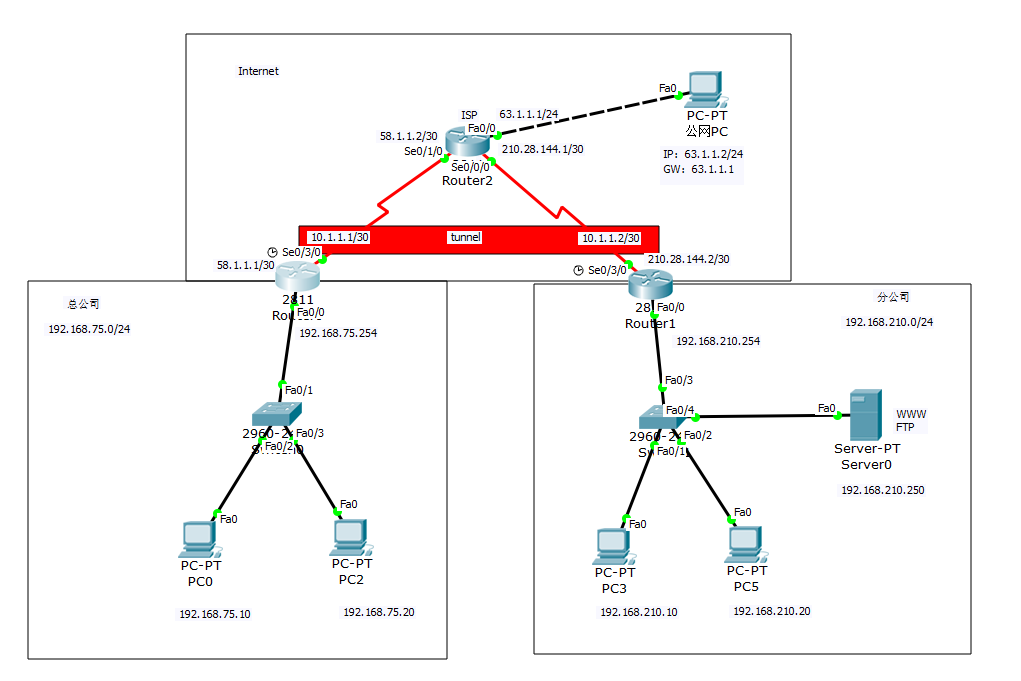 Internet
ISP
63.1.1.1/24
Fa0
Fa0/0
58.1.1.2/30
Se0/1/0
Se0/0/0
210.28.144.1/30
Router2
PC-PT
公网PC
IP: 63.1.1.2/24
GW: 63.1.1.1
10.1.1.1/30
tunnel
10.1.1.2/30
Se0/3/0
58.1.1.1/30
Se0/3/0
210.28.144.2/30
总公司
192.168.75.0/24
2811
Fa0/0
192.168.75.254
Fa0/1
Fa0/3
Fa0/2
Fa0
Fa0
PC-PT
PC0
PC-PT
PC2
192.168.75.10
192.168.75.20
分公司
192.168.210.0/24
28
Fa0/0
Router1
192.168.210.254
Fa0/3
Fa0/4
Fa0/2
Fa0/1
Fa0
WWW
FTP
Server-PT
Server0
192.168.210.250
Fa0
Fa0
PC-PT
PC3
PC-PT
PC5
192.168.210.10
192.168.210.20